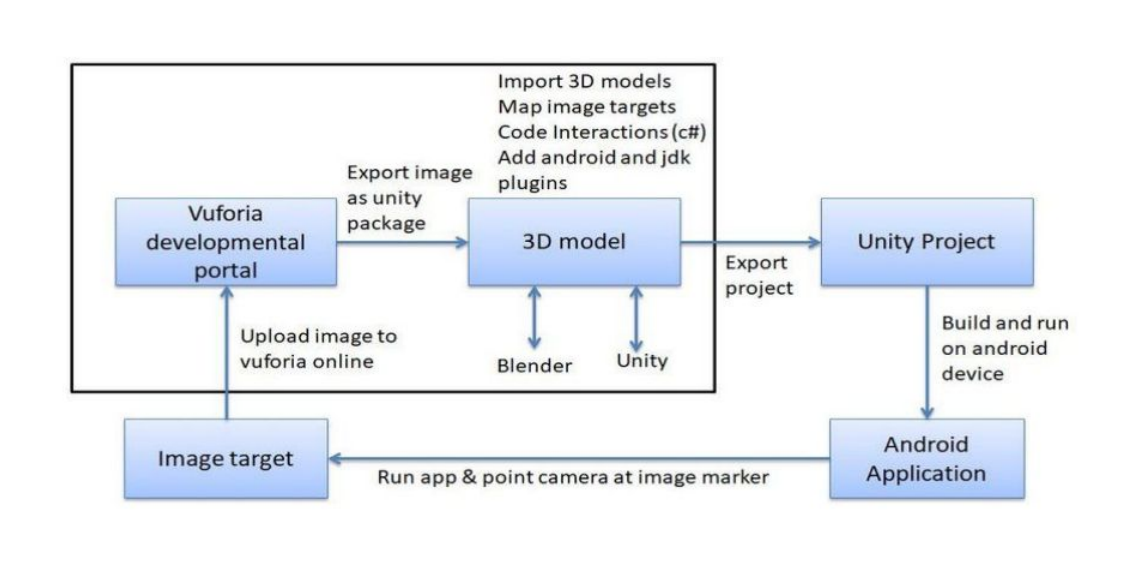 Import 3D models
Map image targets
Code Interactions (c#)
Add android and jdk
plugins
Export image
as unity
package
Vuforia
developmental
portal
3D model
Unity Project
Export
project
Upload image to
vuforia online
Blender
Unity
Build and run
on android
device
Image target
Run app & point camera at image marker
Android
Application